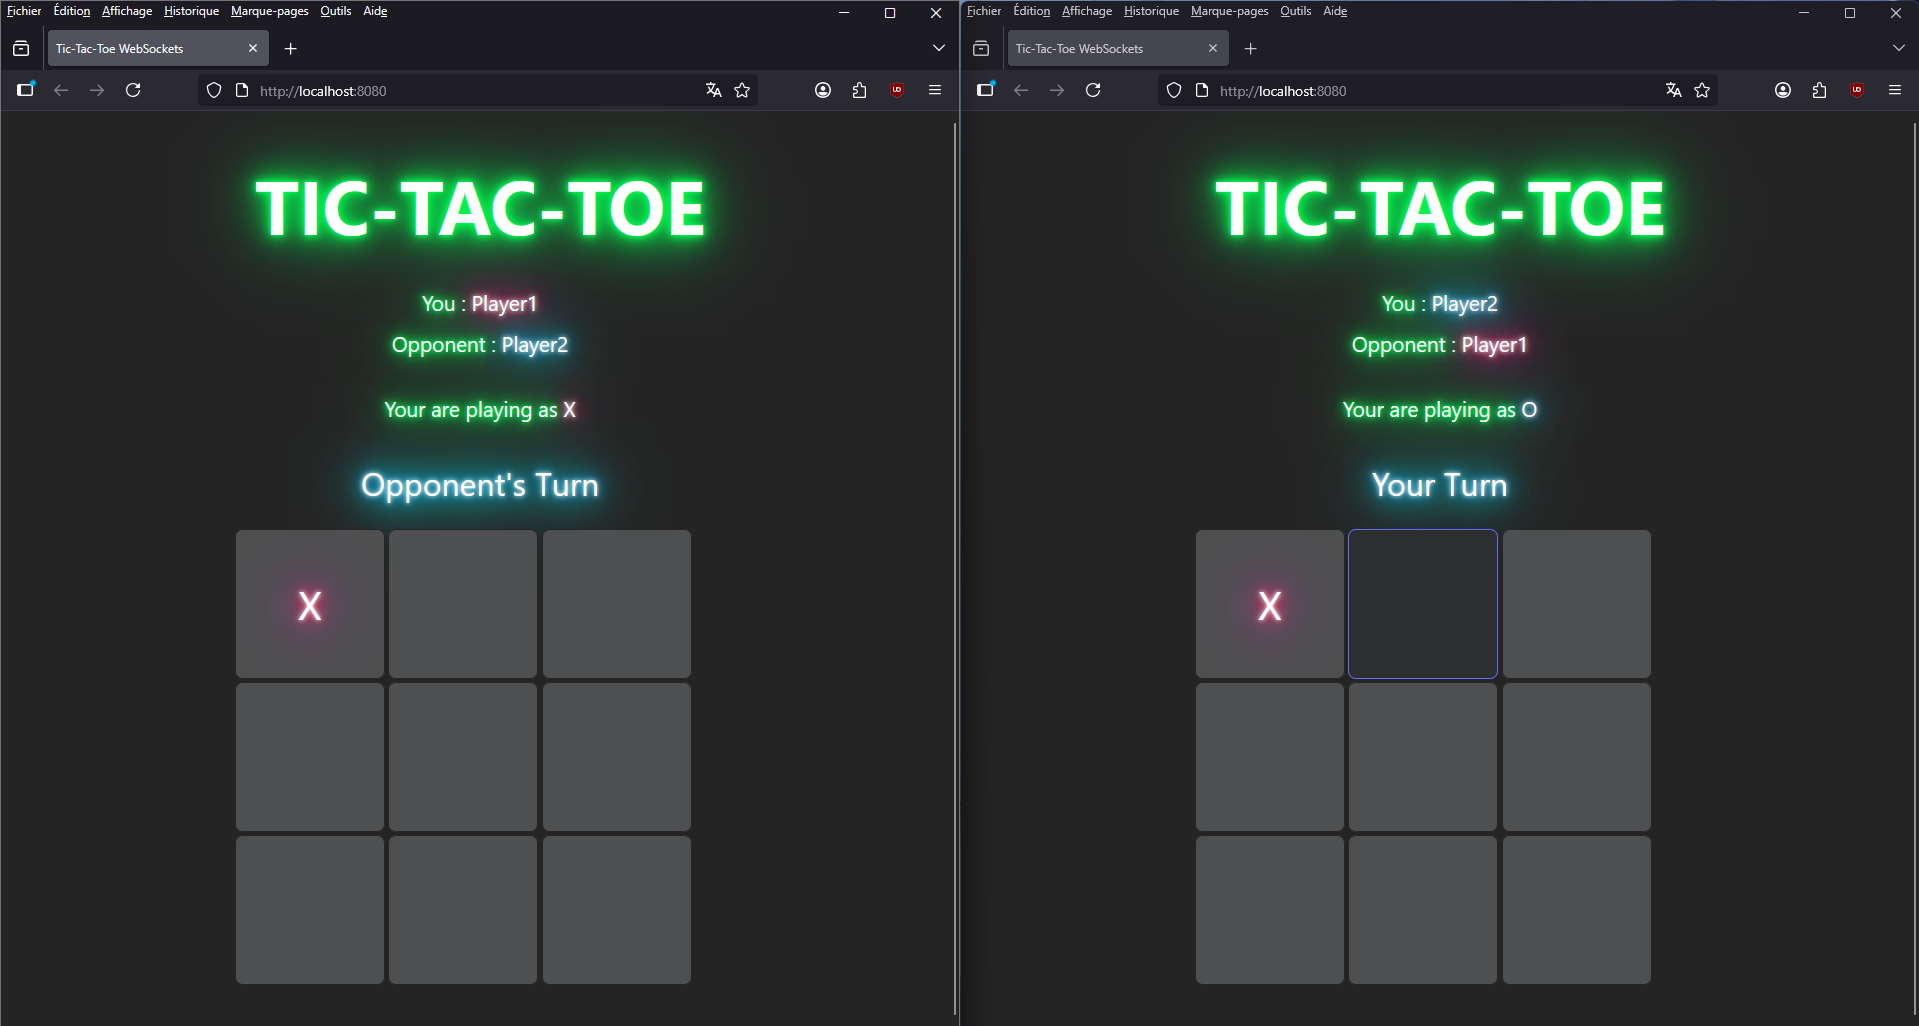 Fichier Édition Affichage Historique Marque-pages Outils Aide
Tic-Tac-Toe WebSockets
http://localhost:8080
TIC-TAC-TOE
You : Player1
Opponent : Player2
Your are playing as X
Opponent's Turn
X
Fichier Édition Affichage Historique Marque-pages Outils Aide
Tic-Tac-Toe WebSockets
http://localhost:8080
TIC-TAC-TOE
You : Player2
Opponent : Player1
Your are playing as O
Your Turn
X